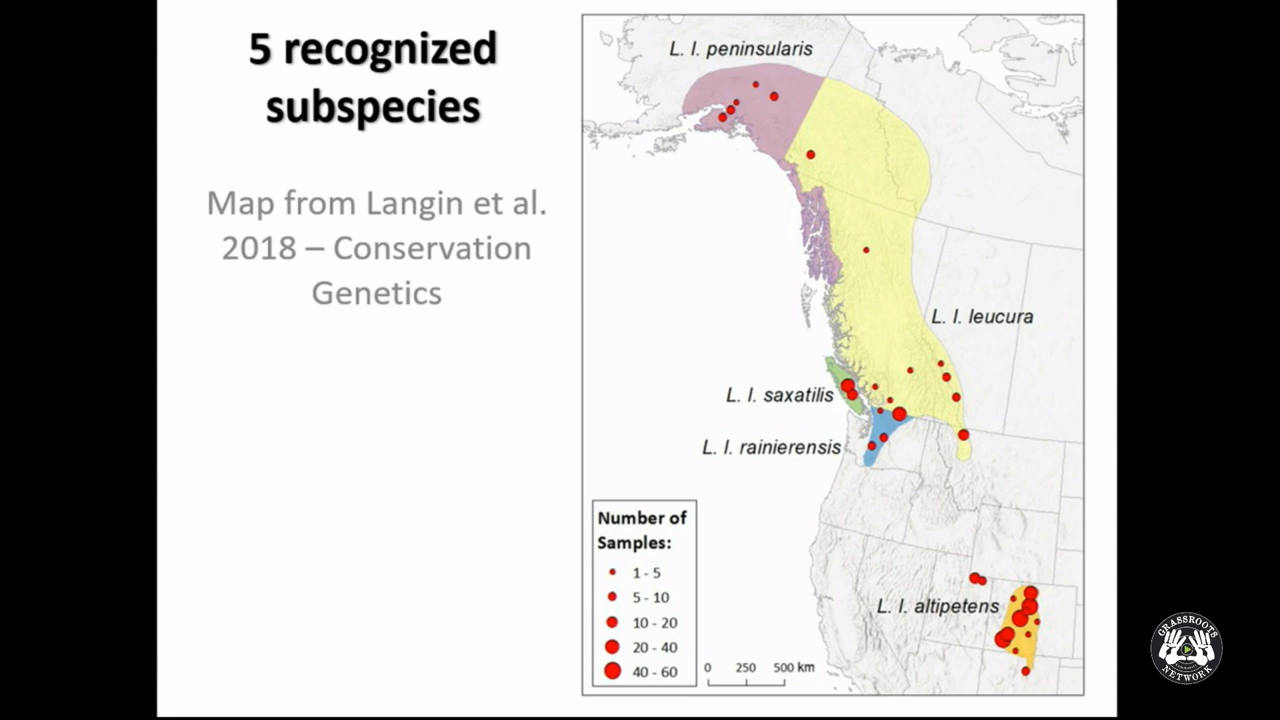 5 recognized
subspecies
Map from Langin et al.
2018 – Conservation
Genetics
L. l. peninsularis
L. l. leucura
L. l. saxatilis
L. l. rainierensis
L. l. altipetens
Number of
Samples:
1 - 5
5 - 10
10 - 20
20 - 40
40 - 60
0 250 500 km
GRASSROOTS
NETWORK